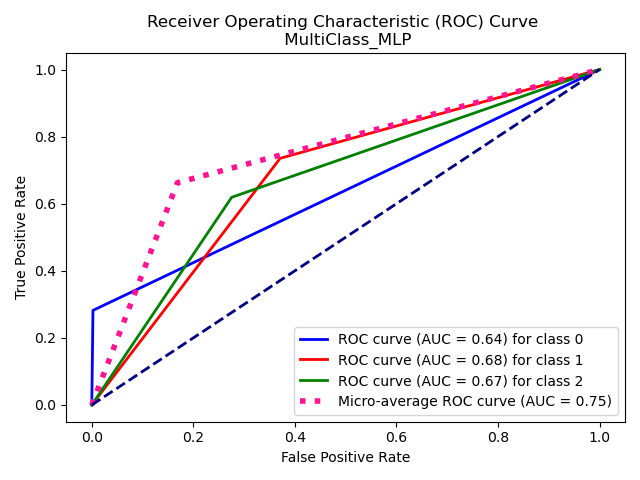 Receiver Operating Characteristic (ROC) Curve
MultiClass_MLP
1.0
0.8
0.6
0.4
0.2
0.0
True Positive Rate
ROC curve (AUC = 0.64) for class 0
ROC curve (AUC = 0.68) for class 1
ROC curve (AUC = 0.67) for class 2
Micro-average ROC curve (AUC = 0.75)
0.0 0.2 0.4 0.6 0.8 1.0
False Positive Rate